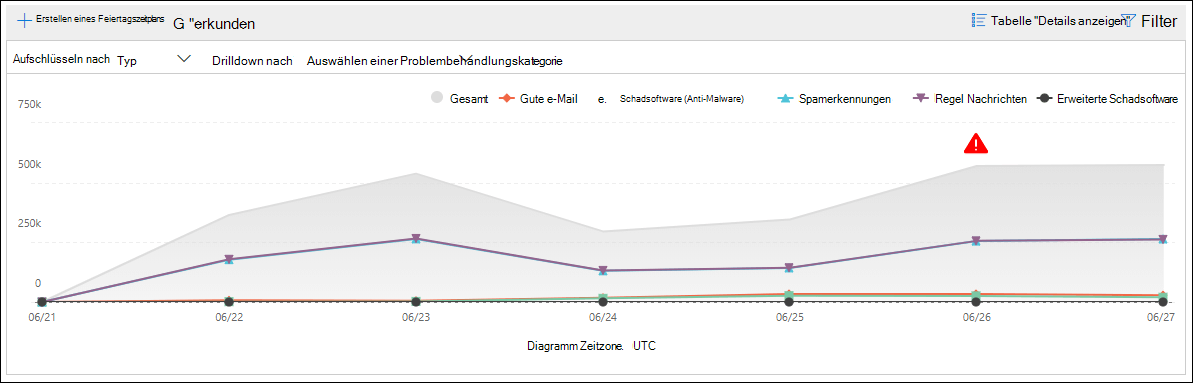 Erstellen eines Feiertagszeitplans G "erkunden Tabelle "Details anzeigen" Filter
Aufschlüsseln nach Typ Drilldown nach Auswählen einer Problembehandlungskategorie
750k
Gesamt Gute e-Mail e. Schadsoftware (Anti-Malware) Spamerkennungen Regel Nachrichten Erweiterte Schadsoftware
500k
250k
0
06/21 06/22 06/23 06/24 06/25 06/26 06/27
Diagramm Zeitzone. UTC